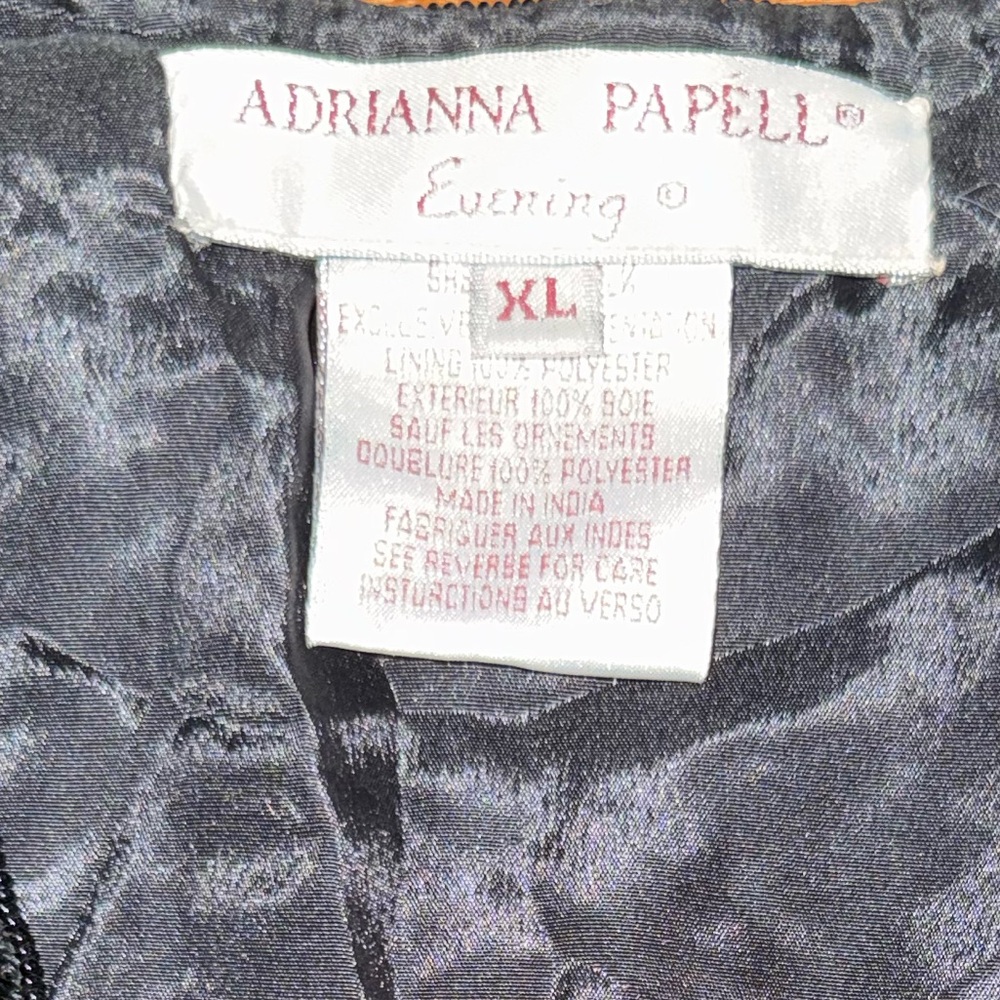 ADRIANNA PAPELL®
Evening ©
XL
LINING 100% POLYESTER
EXTERIEUR 100% SOIE
SAUF LES ORNEMENTS
DOUBLURE 100% POLYESTER
MADE IN INDIA
FABRIQUER AUX INDES
SEE REVERSE FOR CARE
INSTURCTIONS AU VERSO